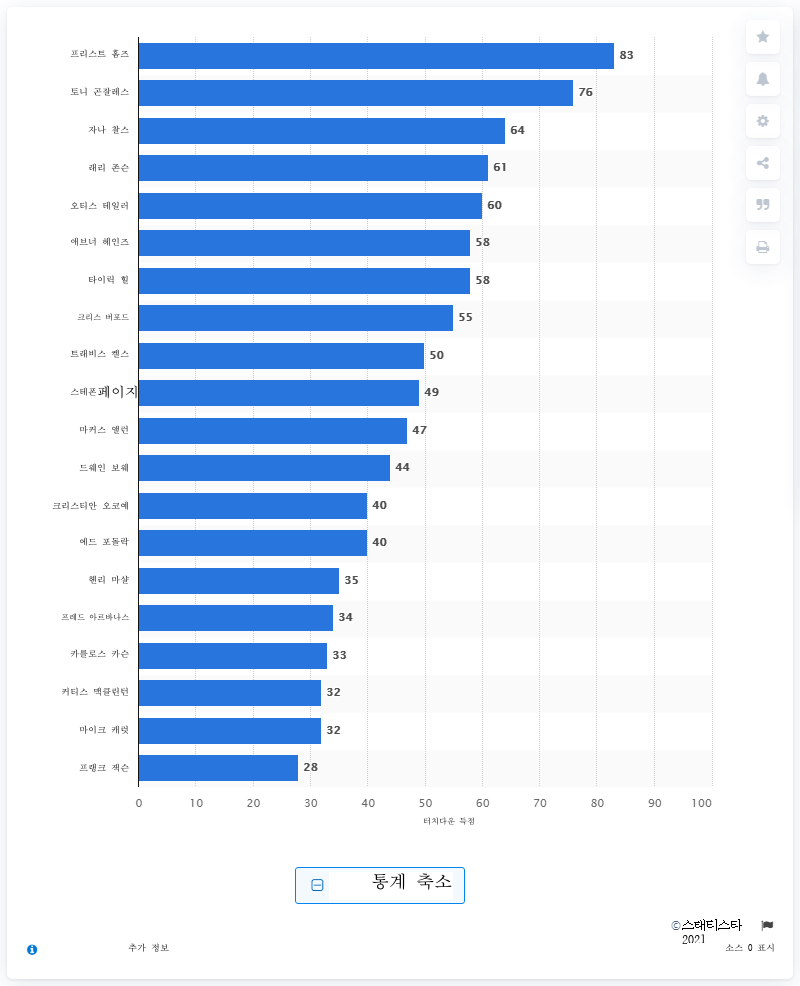 프리스트 홈즈 83
토니 곤잘레스 76
자나 찰스 64
래리 존슨 61
오티스 테일러 60
애브너 헤인즈 58
타이릭 힐 58
크리스 버포드 55
트래비스 켈스 50
스테폰페이지 49
마커스 앨런 47
드웨인 보웨 44
크리스티안 오코예 40
에드 포돌락 40
헨리 마샬 35
프레드 아르바나스 34
카를로스 카슨 33
커티스 맥클린턴 32
마이크 개럿 32
프랭크 잭슨 28
0 10 20 30 40 50 60 70 80 90 100
터치다운 득점
통계 축소
©스태티스타
2021
추가 정보
소스 0 표시